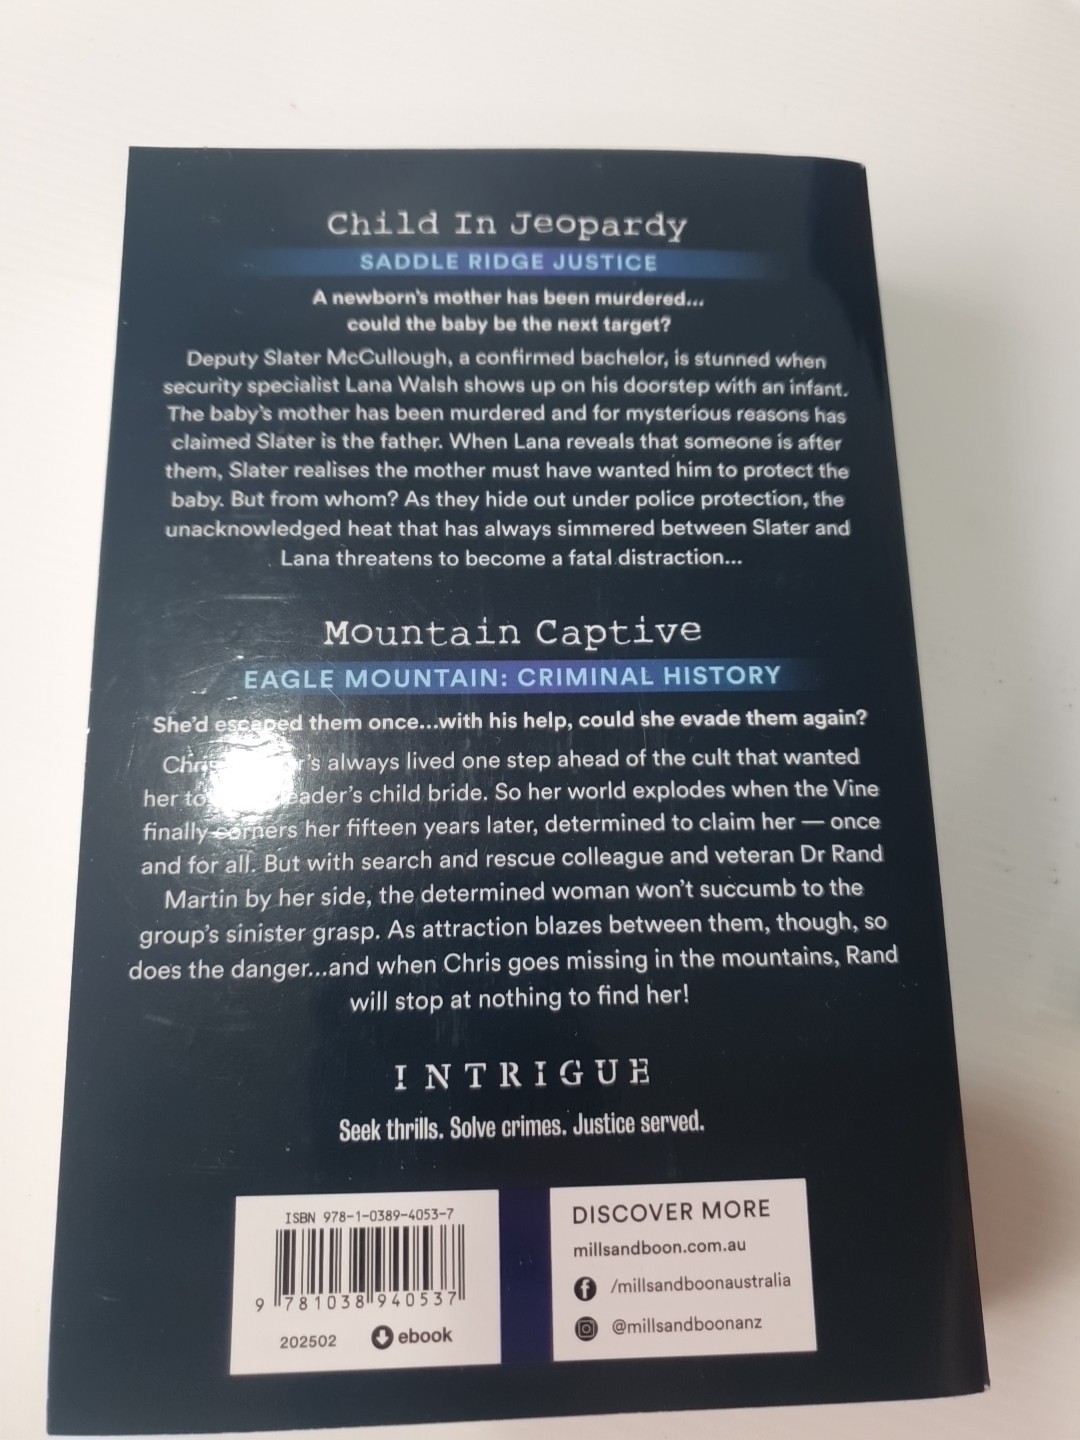 Child In Jeopardy
SADDLE RIDGE JUSTICE
A newborn's mother has been murdered...
could the baby be the next target?
Deputy Slater McCullough, a confirmed bachelor, is stunned when
security specialist Lana Walsh shows up on his doorstep with an infant.
The baby's mother has been murdered and for mysterious reasons has
claimed Slater is the father. When Lana reveals that someone is after
them, Slater realises the mother must have wanted him to protect the
baby. But from whom? As they hide out under police protection, the
unacknowledged heat that has always simmered between Slater and
Lana threatens to become a fatal distraction...
Mountain Captive
EAGLE MOUNTAIN: CRIMINAL HISTORY
She'd escaped them once...with his help, could she evade them again?
always lived one step ahead of the cult that wanted
her to child bride. So her world explodes when the Vine
finally corners her fifteen years later, determined to claim her — once
and for all. But with search and rescue colleague and veteran Dr Rand
Martin by her side, the determined woman won't succumb to the
group's sinister grasp. As attraction blazes between them, though, so
does the danger...and when Chris goes missing in the mountains, Rand
will stop at nothing to find her!
INTRIGUE
Seek thrills. Solve crimes. Justice served.
ISBN 978-1-0389-4053-7
9 781038 940537
202502 ebook
DISCOVER MORE
millsandboon.com.au
/millsandboonaustralia
@millsandboonanz